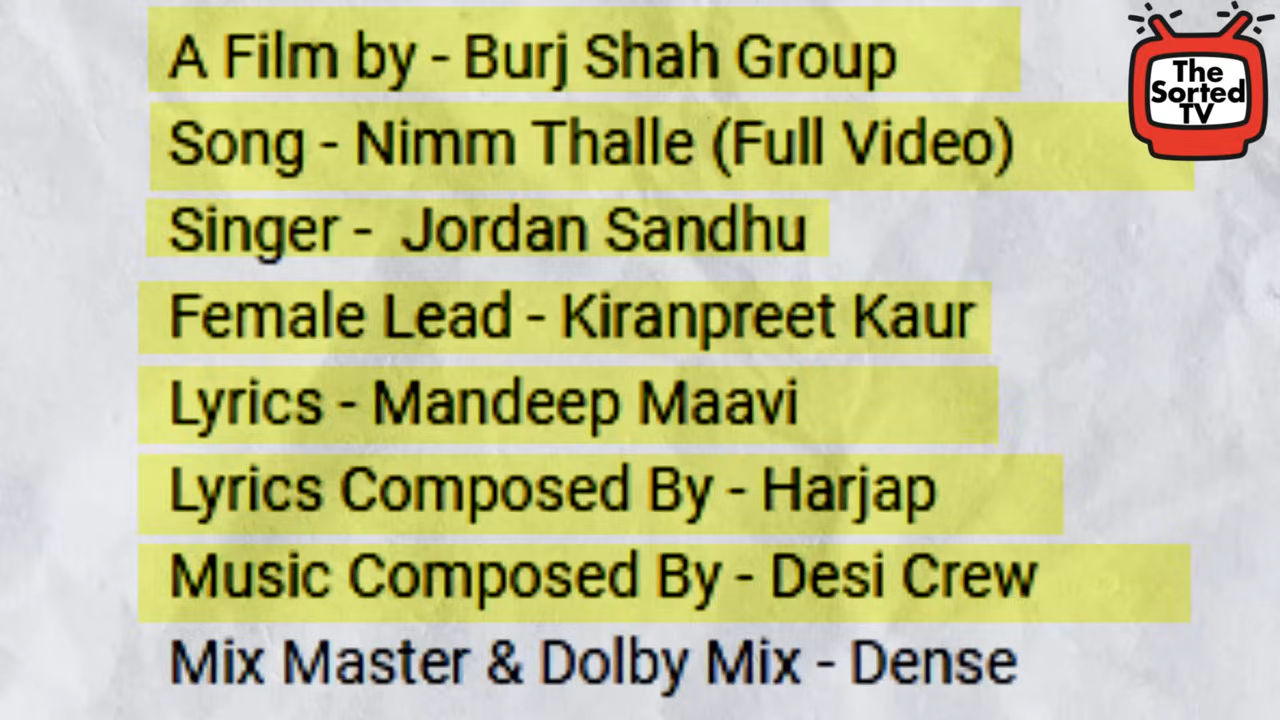 A Film by - Burj Shah Group
Song - Nimm Thalle (Full Video)
Singer - Jordan Sandhu
Female Lead - Kiranpreet Kaur
Lyrics - Mandeep Maavi
Lyrics Composed By - Harjap
Music Composed By - Desi Crew
Mix Master & Dolby Mix - Dense
The
Sorted
TV